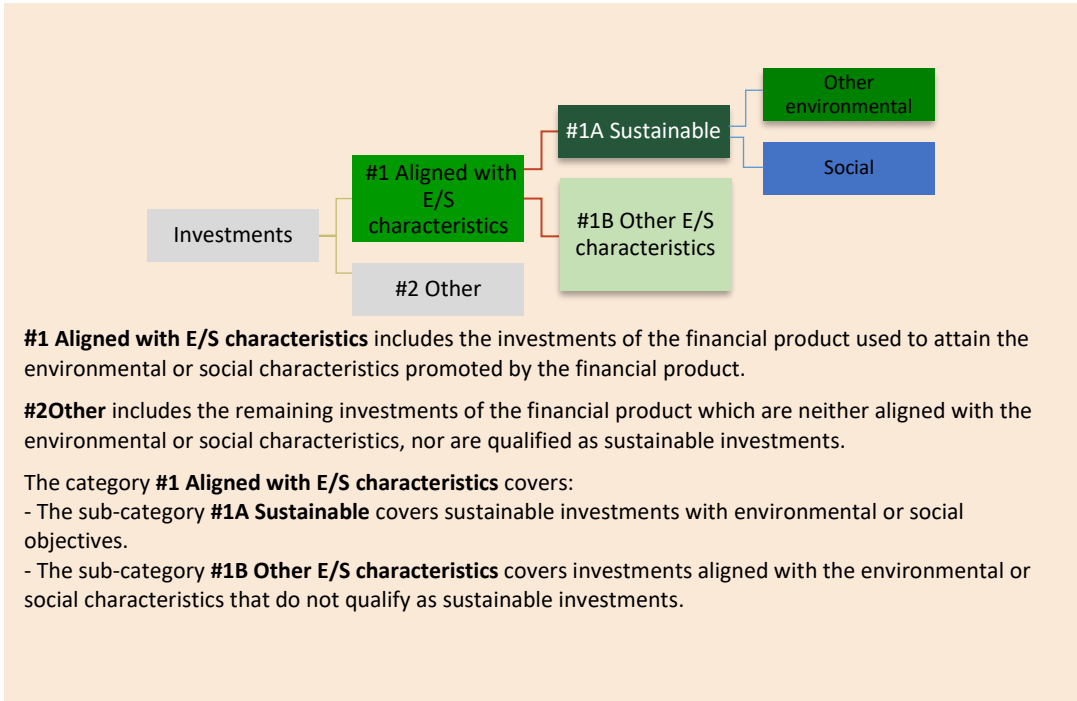 Other
environmental
#1A Sustainable
Social
#1 Aligned with
E/S
characteristics
#1B Other E/S
characteristics
Investments
#2 Other
#1 Aligned with E/S characteristics includes the investments of the financial product used to attain the
environmental or social characteristics promoted by the financial product.
#2Other includes the remaining investments of the financial product which are neither aligned with the
environmental or social characteristics, nor are qualified as sustainable investments.
The category #1 Aligned with E/S characteristics covers:
- The sub-category #1A Sustainable covers sustainable investments with environmental or social
objectives.
- The sub-category #1B Other E/S characteristics covers investments aligned with the environmental or
social characteristics that do not qualify as sustainable investments.